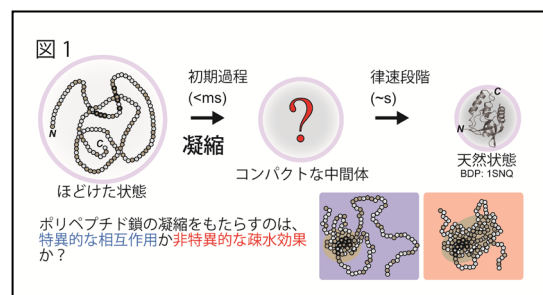 図1
初期過程
(<ms)
凝縮
律速段階
(~s)
N
C
?
N
C
ほどけた状態
コンパクトな中間体
天然状態
BDP: 1SNQ
ポリペプチド鎖の凝縮をもたらすのは、
特異的な相互作用か非特異的な疎水効果
か？